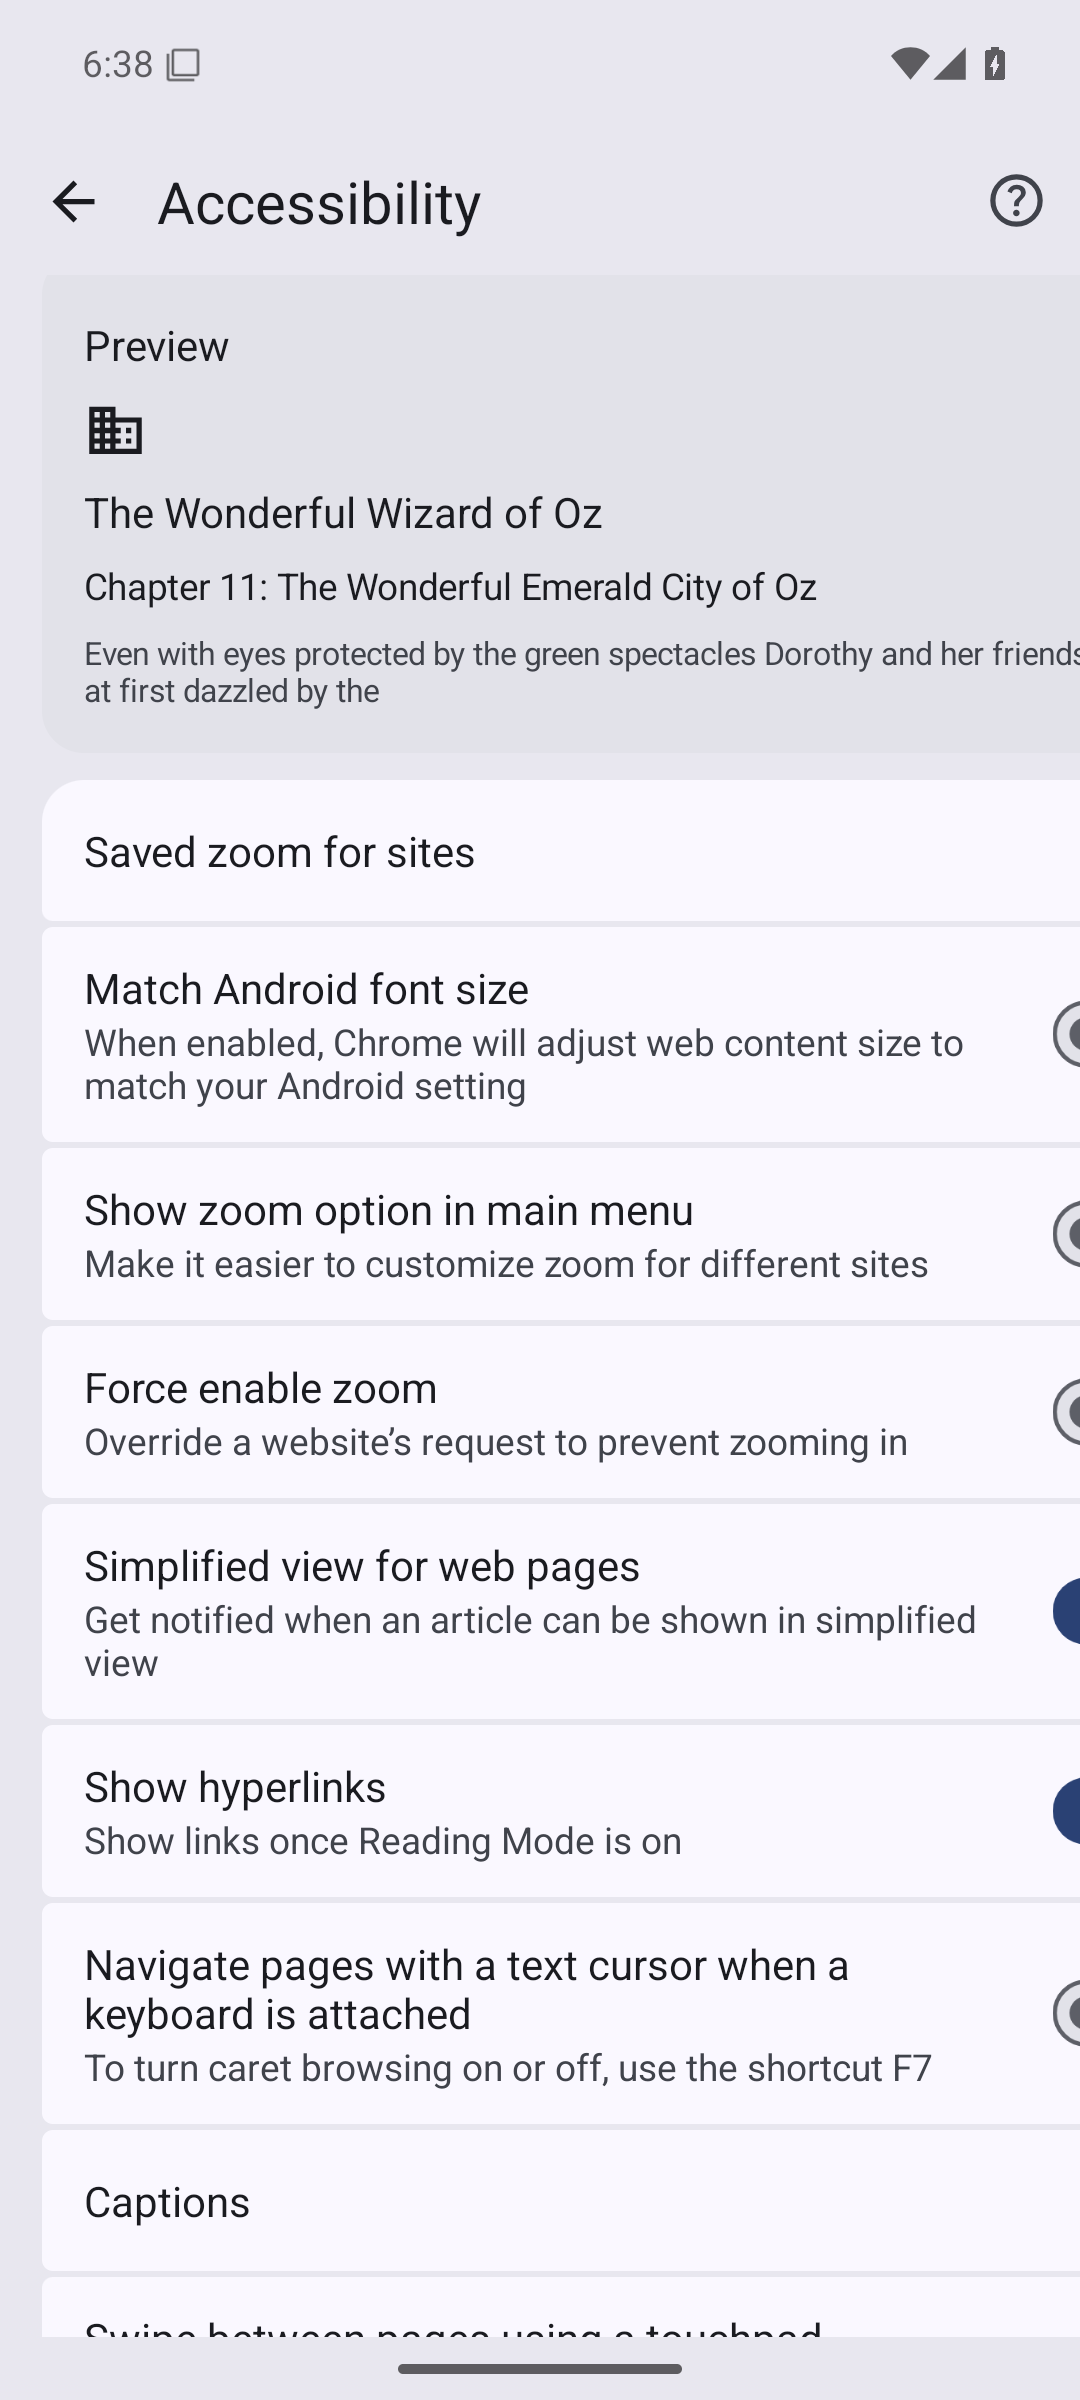 6:38
Accessibility
Preview
The Wonderful Wizard of Oz
Chapter 11: The Wonderful Emerald City of Oz
Even with eyes protected by the green spectacles Dorothy and her friends
at first dazzled by the
Saved zoom for sites
Match Android font size
When enabled, Chrome will adjust web content size to
match your Android setting
Show zoom option in main menu
Make it easier to customize zoom for different sites
Force enable zoom
Override a website’s request to prevent zooming in
Simplified view for web pages
Get notified when an article can be shown in simplified
view
Show hyperlinks
Show links once Reading Mode is on
Navigate pages with a text cursor when a
keyboard is attached
To turn caret browsing on or off, use the shortcut F7
Captions
Swipe between pages using a touchpad